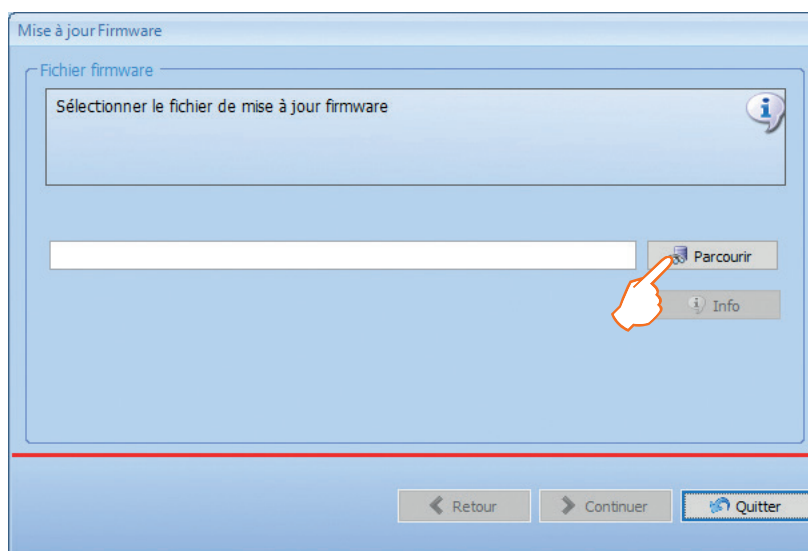 Mise à jour Firmware
Fichier firmware
Sélectionner le fichier de mise à jour firmware
Parcourir
Info
Retour
Continuer
Quitter